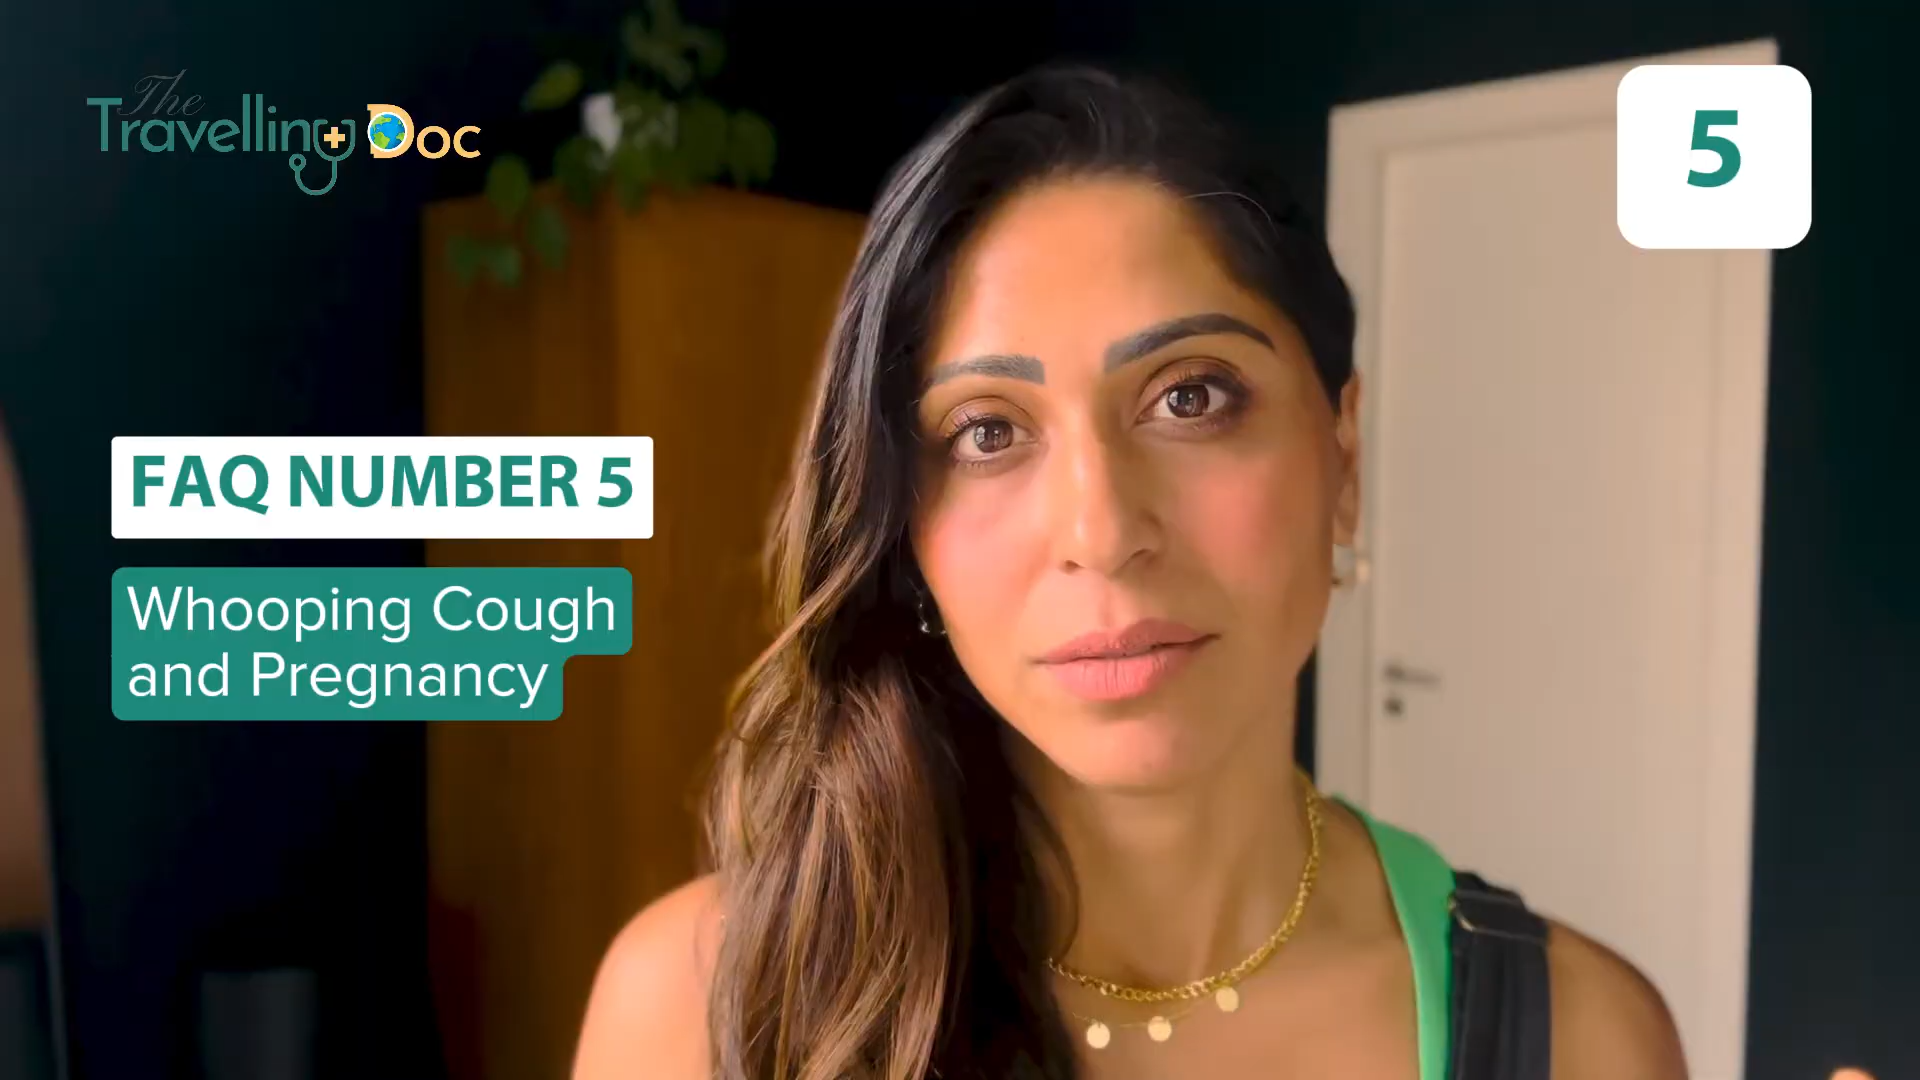 The
Travelling Doc
5
FAQ NUMBER 5
Whooping Cough
and Pregnancy